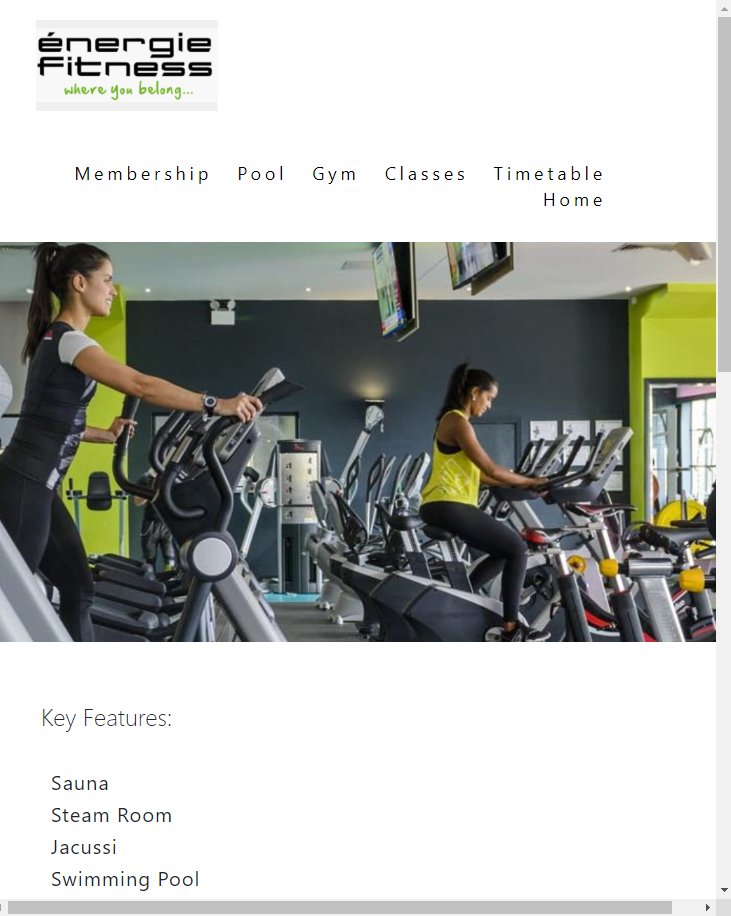 énergie
fitness
where you belong...
Membership Pool Gym Classes Timetable
Home
Key Features:
Sauna
Steam Room
Jacussi
Swimming Pool